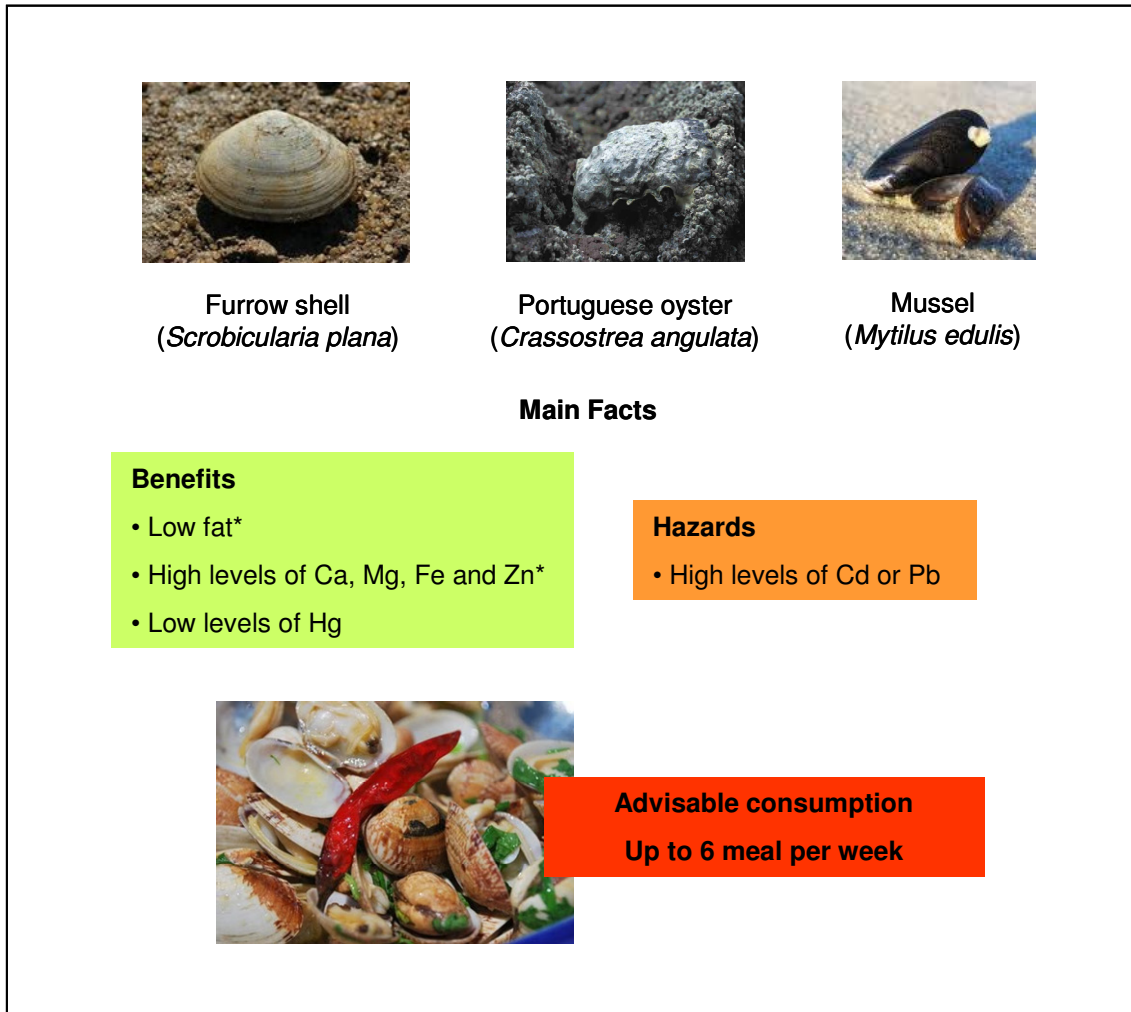 Furrow shell
(Scrobicularia plana)
Portuguese oyster
(Crassostrea angulata)
Mussel
(Mytilus edulis)
Main Facts
Benefits
• Low fat*
• High levels of Ca, Mg, Fe and Zn*
• Low levels of Hg
Hazards
• High levels of Cd or Pb
Advisable consumption
Up to 6 meal per week